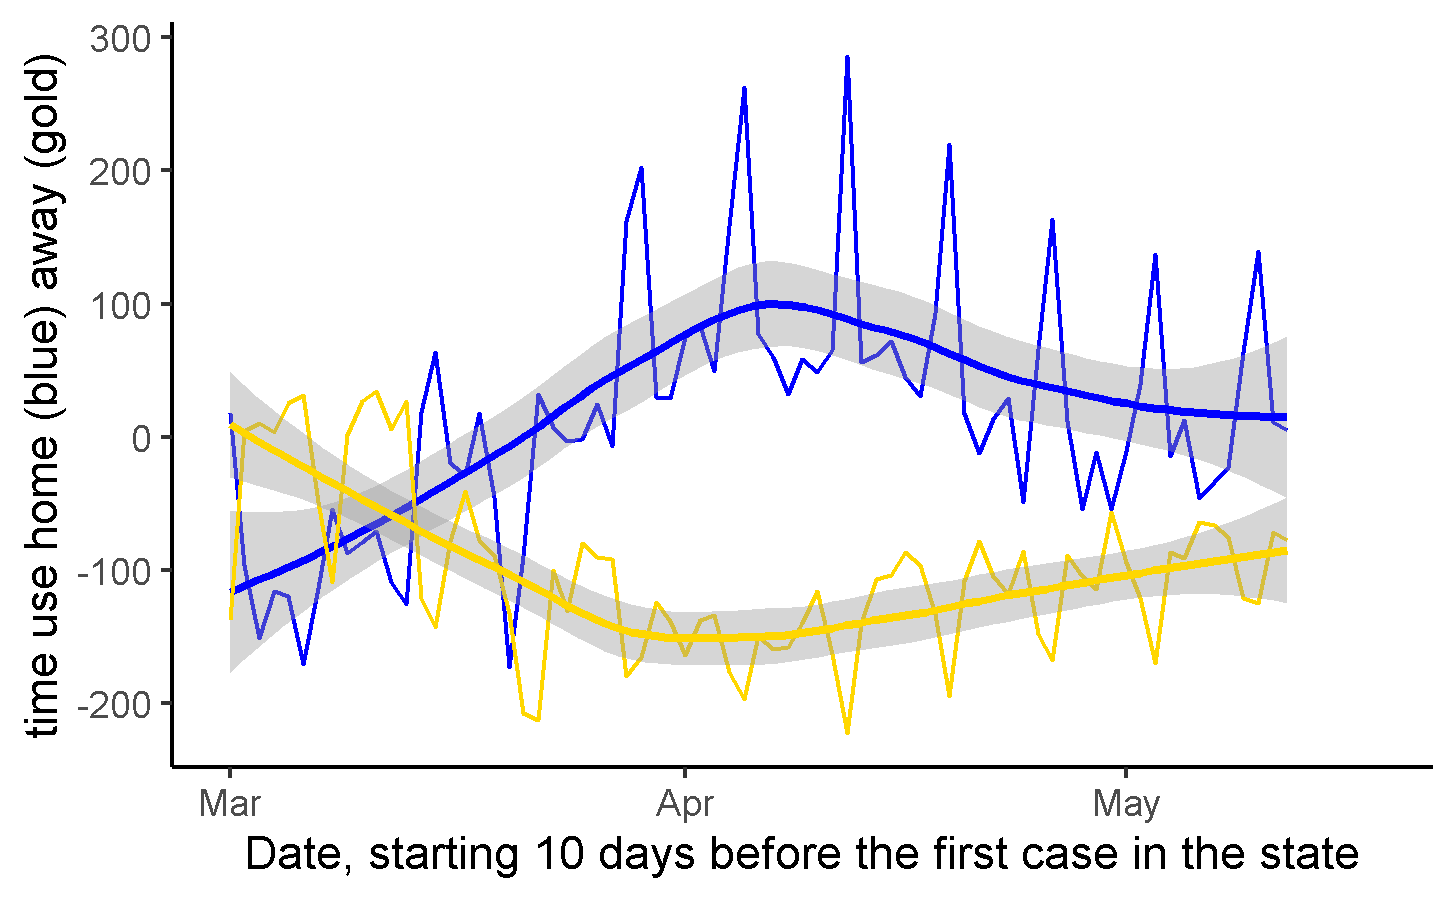 time use home (blue) away (gold)
300
200
100
0
-100
-200
Mar
Apr
May
Date, starting 10 days before the first case in the state